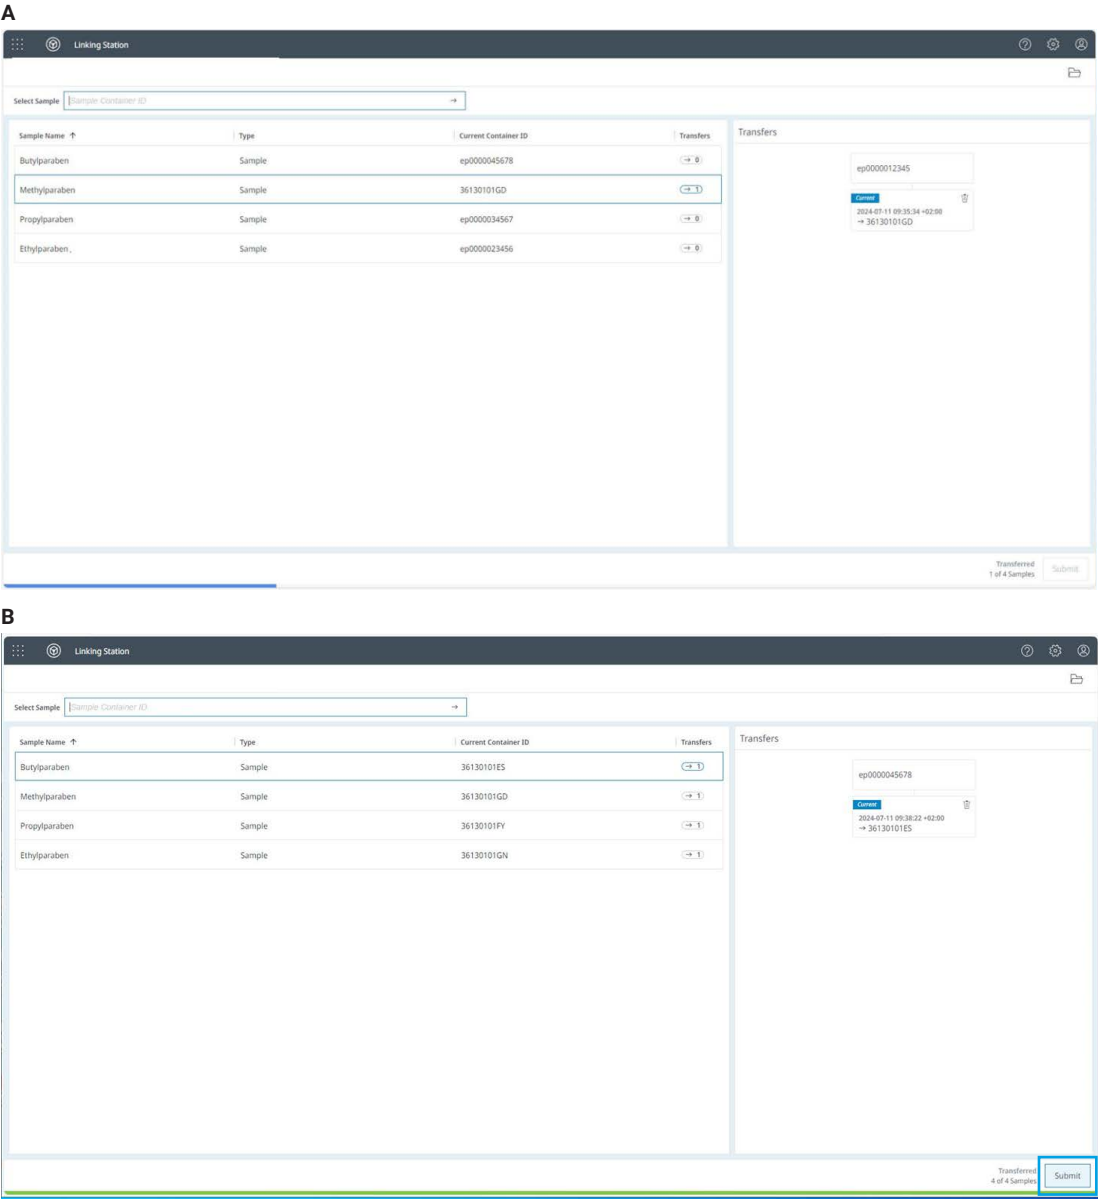 A
Linking Station
Select Sample Sample Container ID →
Sample Name ↑ Type Current Container ID Transfers
Butylparaben Sample ep0000045678 → 0
Methylparaben Sample 36130101GD → 1
Propylparaben Sample ep0000034567 → 0
Ethylparaben、 Sample ep0000023456 → 0
Transfers
ep0000012345
Current
2024-07-11 09:35:34 +02:00
→ 36130101GD
Transferred
1 of 4 Samples
Submit
B
Linking Station
Select Sample Sample Container ID →
Sample Name ↑ Type Current Container ID Transfers
Butylparaben Sample 36130101ES → 1
Methylparaben Sample 36130101GD → 1
Propylparaben Sample 36130101FY → 1
Ethylparaben Sample 36130101GN → 1
Transfers
ep0000045678
Current
2024-07-11 09:38:22 +02:00
→ 36130101ES
Transferred
4 of 4 Samples
Submit